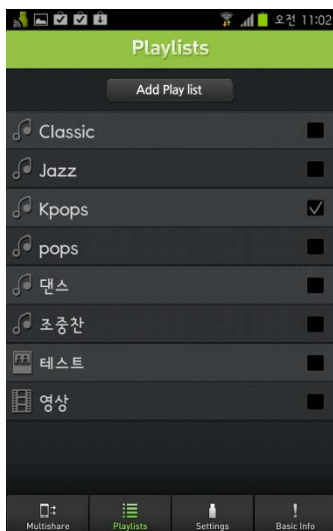 오전 11:02
Playlists
Add Play list
Classic
Jazz
Kpops
pops
댄스
조중찬
테스트
영상
Multishare
Playlists
Settings
Basic Info